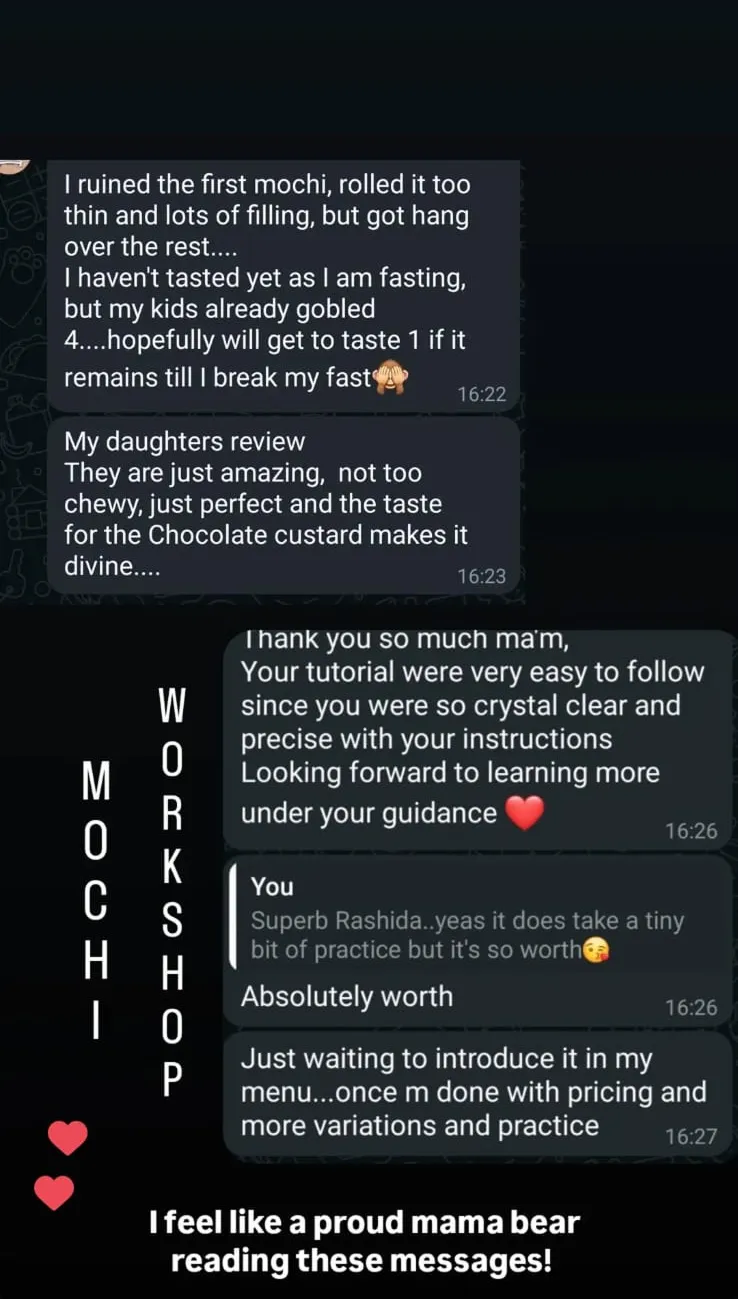 I ruined the first mochi, rolled it too
thin and lots of filling, but got hang
over the rest....
I haven't tasted yet as I am fasting,
but my kids already gobled
4....hopefully will get to taste 1 if it
remains till I break my fast🙈
16:22
My daughters review
They are just amazing,  not too
chewy, just perfect and the taste
for the Chocolate custard makes it
divine....
16:23
Thank you so much ma'm,
Your tutorial were very easy to follow
since you were so crystal clear and
precise with your instructions
Looking forward to learning more
under your guidance ❤️
16:26
You
Superb Rashida..yeas it does take a tiny
bit of practice but it's so worth😘
Absolutely worth
16:26
Just waiting to introduce it in my
menu...once m done with pricing and
more variations and practice
16:27
MOCHI
WORKSHOP
I feel like a proud mama bear
reading these messages!